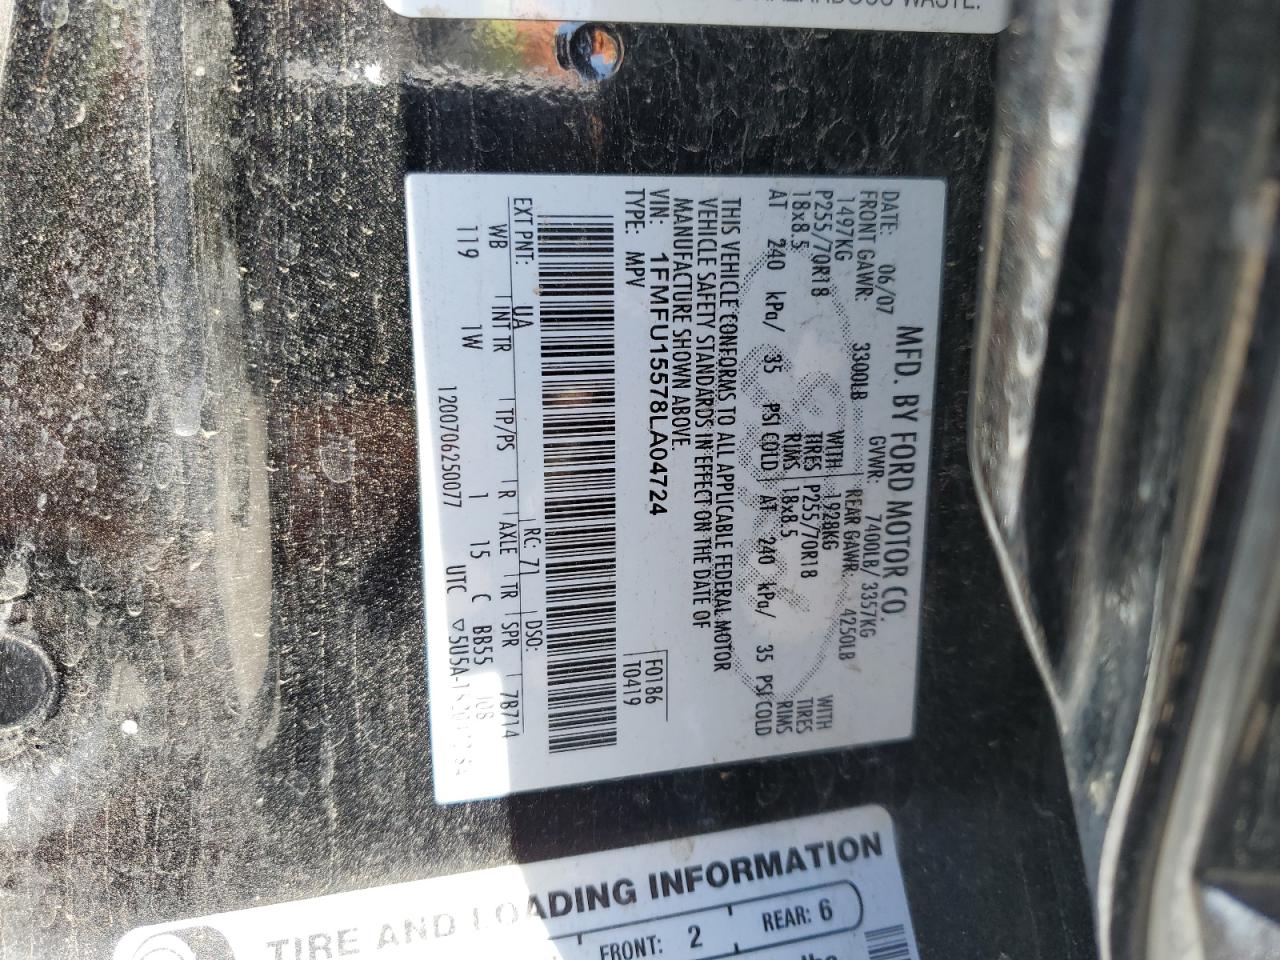 WASTE.
MFD. BY FORD MOTOR CO.
DATE: 06/07 GVWR: 7400LB/ 3357KG
FRONT GAWR: 3300LB REAR GAWR: 4250LB/
1497KG WITH 1928KG WITH
P255/70R18 TIRES P255/70R18 TIRES
18x8.5 RIMS 18x8.5 RIMS
AT 240 kPa/ 35 PSI COLD AT 240 kPa/ 35 PSI COLD
THIS VEHICLE CONFORMS TO ALL APPLICABLE FEDERAL MOTOR
VEHICLE SAFETY STANDARDS IN EFFECT ON THE DATE OF
MANUFACTURE SHOWN ABOVE.
VIN: 1FMFU15578LA04724 F0186
TYPE: MPV T0419
EXT PNT: UA RC: 71 DSO:
WB INT TR TP/PS R AXLE TR SPR 7B714
119 1W 1 15 C BB55
1200706250077 UTC ▽5U5A-
TIRE AND LOADING INFORMATION
FRONT: 2 REAR: 6